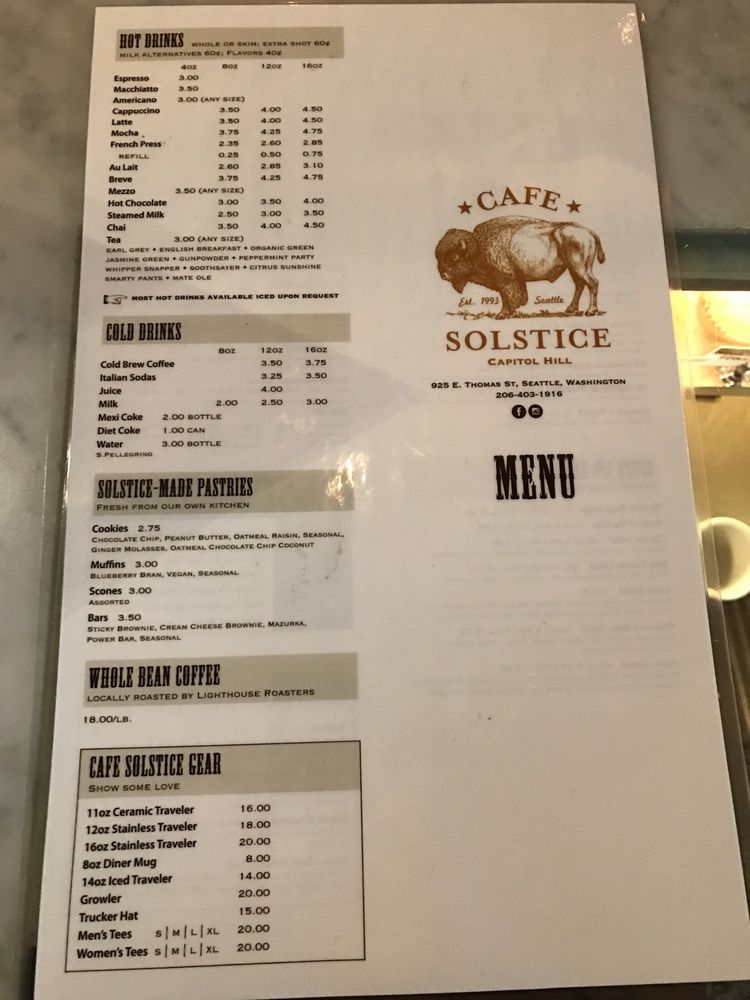 HOT DRINKS WHOLE OR SKIM; EXTRA SHOT 60¢
MILK ALTERNATIVES 60¢; FLAVORS 40¢
4OZ 8OZ 12OZ 16OZ
Espresso 3.00
Macchiatto 3.50
Americano 3.00 (ANY SIZE)
Cappuccino 3.50 4.00 4.50
Latte 3.50 4.00 4.50
Mocha 3.75 4.25 4.75
French Press 2.35 2.60 2.85
REFILL 0.25 0.50 0.75
Au Lait 2.60 2.85 3.10
Breve 3.75 4.25 4.75
Mezzo 3.50 (ANY SIZE)
Hot Chocolate 3.00 3.50 4.00
Steamed Milk 2.50 3.00 3.50
Chai 3.50 4.00 4.50
Tea 3.00 (ANY SIZE)
EARL GREY • ENGLISH BREAKFAST • ORGANIC GREEN
JASMINE GREEN • GUNPOWDER • PEPPERMINT PARTY
WHIPPER SNAPPER • SOOTHSAYER • CITRUS SUNSHINE
SMARTY PANTS • MATE OLE
MOST HOT DRINKS AVAILABLE ICED UPON REQUEST
COLD DRINKS
8OZ 12OZ 16OZ
Cold Brew Coffee 3.50 3.75
Italian Sodas 3.25 3.50
Juice 4.00
Milk 2.00 2.50 3.00
Mexi Coke 2.00 BOTTLE
Diet Coke 1.00 CAN
Water 3.00 BOTTLE
S.PELLEGRINO
SOLSTICE-MADE PASTRIES
FRESH FROM OUR OWN KITCHEN
Cookies 2.75
CHOCOLATE CHIP, PEANUT BUTTER, OATMEAL RAISIN, SEASONAL,
GINGER MOLASSES, OATMEAL CHOCOLATE CHIP COCONUT
Muffins 3.00
BLUEBERRY BRAN, VEGAN, SEASONAL
Scones 3.00
ASSORTED
Bars 3.50
STICKY BROWNIE, CREAM CHEESE BROWNIE, MAZURKA,
POWER BAR, SEASONAL
WHOLE BEAN COFFEE
LOCALLY ROASTED BY LIGHTHOUSE ROASTERS
18.00/LB.
CAFE SOLSTICE GEAR
SHOW SOME LOVE
11oz Ceramic Traveler 16.00
12oz Stainless Traveler 18.00
16oz Stainless Traveler 20.00
8oz Diner Mug 8.00
14oz Iced Traveler 14.00
Growler 20.00
Trucker Hat 15.00
Men's Tees S | M | L | XL 20.00
Women's Tees S | M | L | XL 20.00
CAFE
Est. 1993 Seattle
SOLSTICE
CAPITOL HILL
925 E. THOMAS ST, SEATTLE, WASHINGTON
206-403-1916
MENU